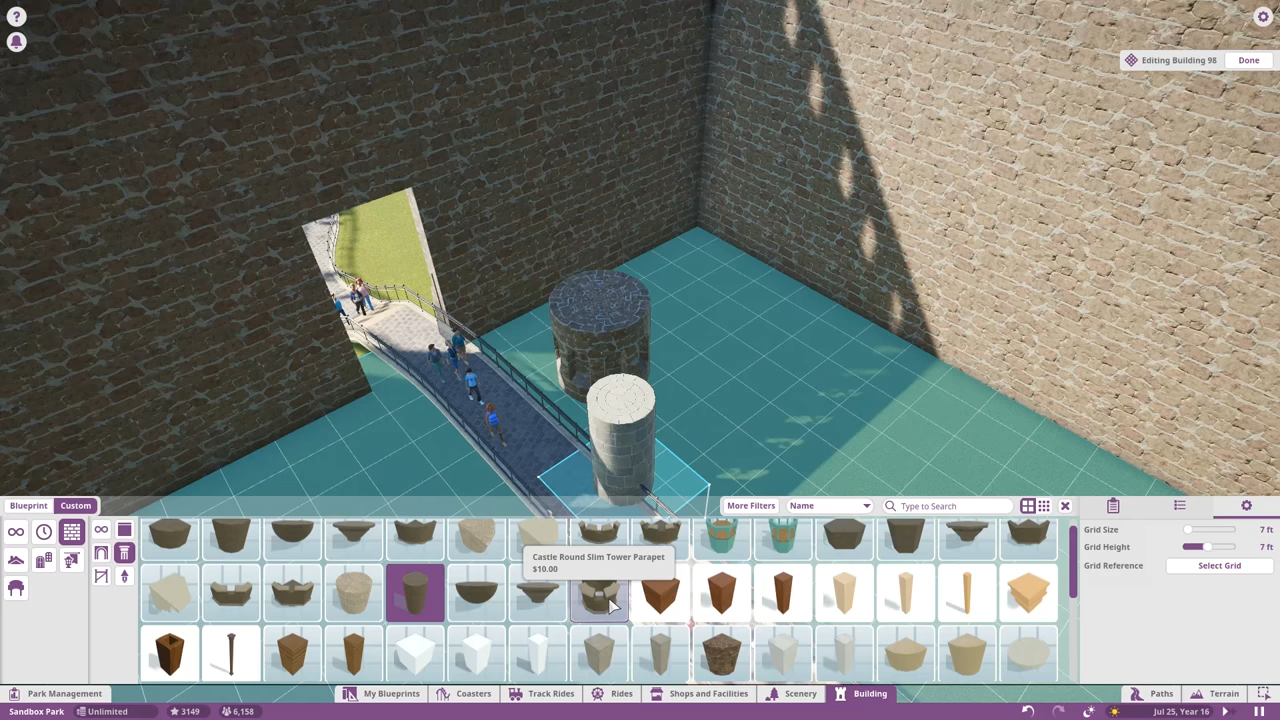 ?
Editing Building 98
Done
Blueprint
Custom
More Filters
Name
Type to Search
Castle Round Slim Tower Parapet
$10.00
Grid Size
7 ft
Grid Height
7 ft
Grid Reference
Select Grid
Park Management
My Blueprints
Coasters
Track Rides
Rides
Shops and Facilities
Scenery
Building
Paths
Terrain
Sandbox Park
Unlimited
3149
6,158
Jul 25, Year 16